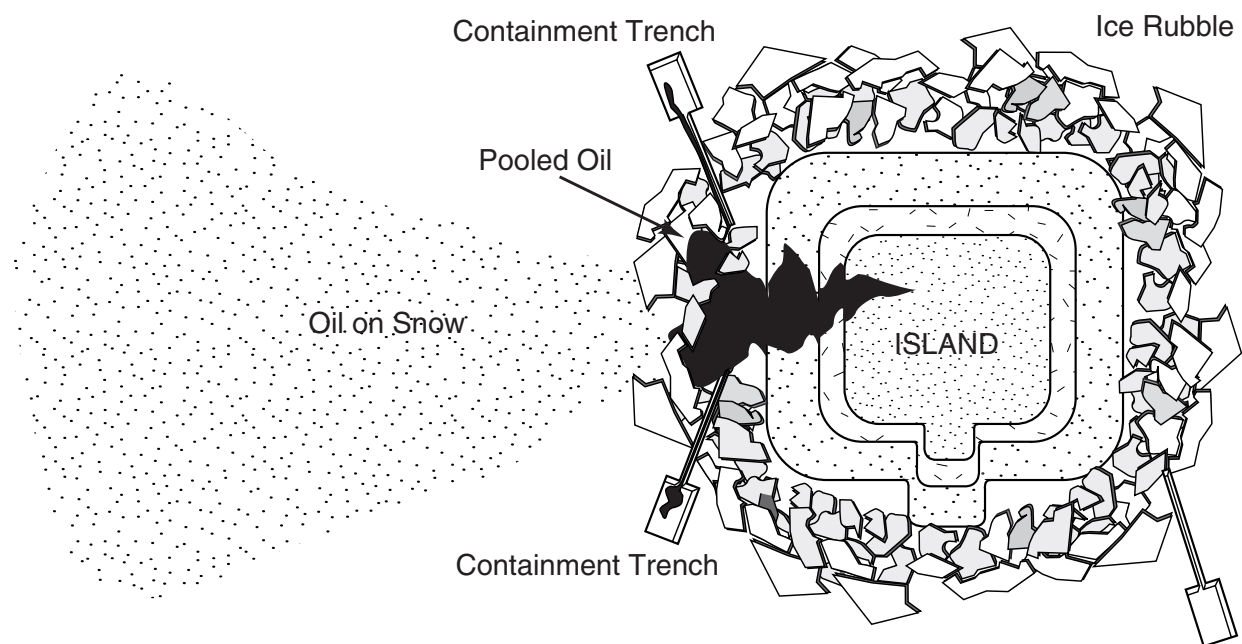 Ice Rubble
Containment Trench
Pooled Oil
Oil on Snow
ISLAND
Containment Trench